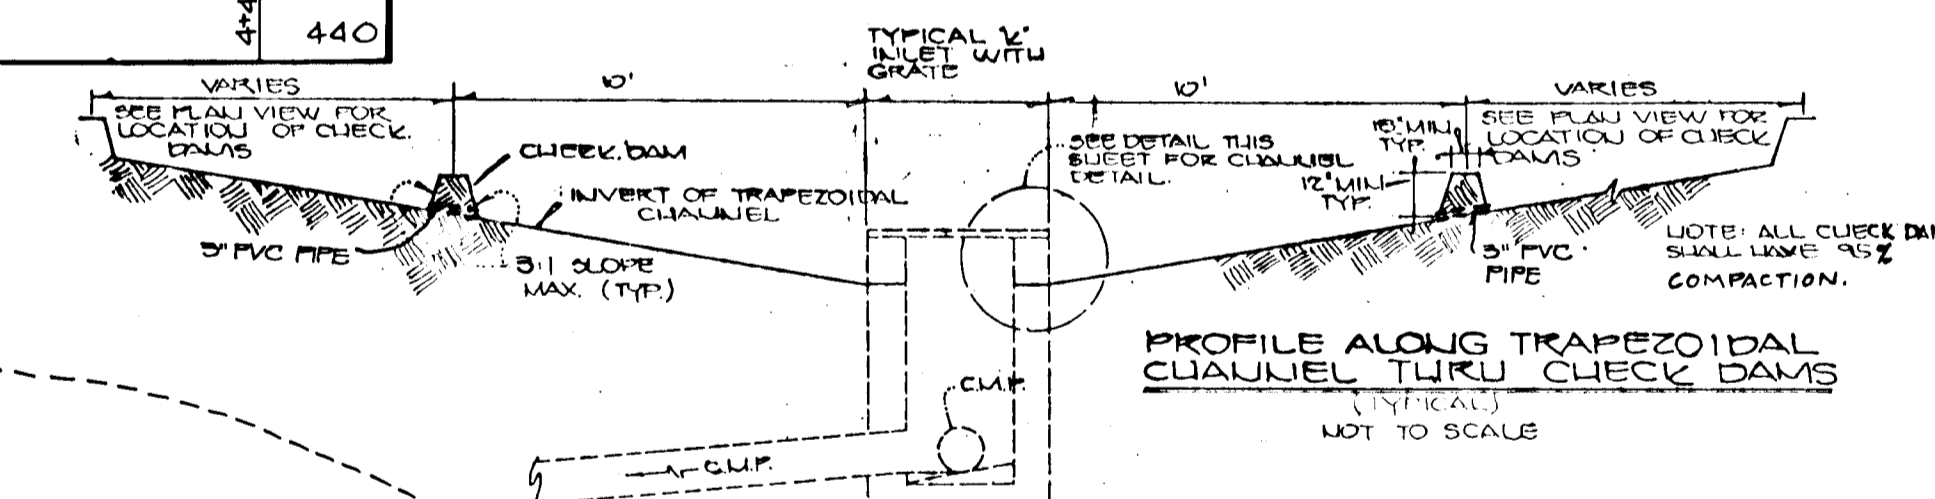 4+4
440
TYPICAL 'K'
INLET WITH
GRATE
VARIES
10'
10'
VARIES
SEE PLAN VIEW FOR
LOCATION OF CHECK
DAMS
CHECK DAM
INVERT OF TRAPEZOIDAL
CHANNEL
3" PVC PIPE
3:1 SLOPE
MAX. (TYP.)
SEE DETAIL THIS
SHEET FOR CHANNEL
DETAIL.
18" MIN
TYP.
12" MIN
TYP.
SEE PLAN VIEW FOR
LOCATION OF CHECK
DAMS
3" PVC
PIPE
NOTE: ALL CHECK DAM
SHALL HAVE 95%
COMPACTION.
C.M.P.
C.M.P.
PROFILE ALONG TRAPEZOIDAL
CHANNEL THRU CHECK DAMS
(TYPICAL)
NOT TO SCALE